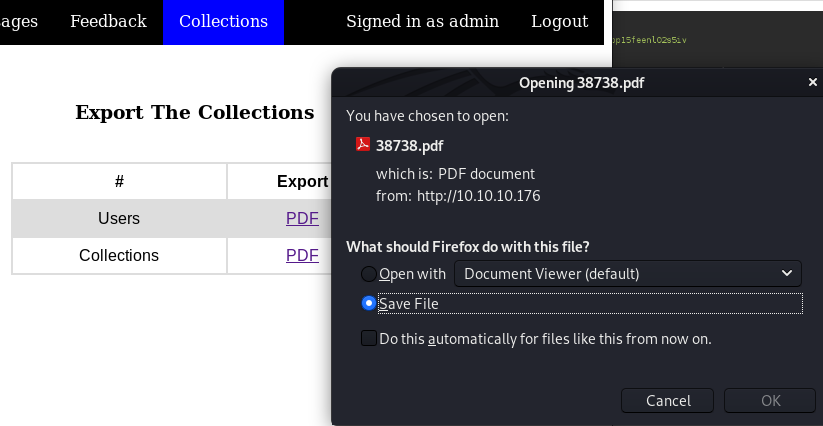 ages Feedback Collections Signed in as admin Logout
op15feenl02s5iv
Opening 38738.pdf ×
You have chosen to open:
Export The Collections
38738.pdf
which is: PDF document
from: http://10.10.10.176
# Export
Users PDF
Collections PDF
What should Firefox do with this file?
Open with Document Viewer (default)
Save File
Do this automatically for files like this from now on.
Cancel OK